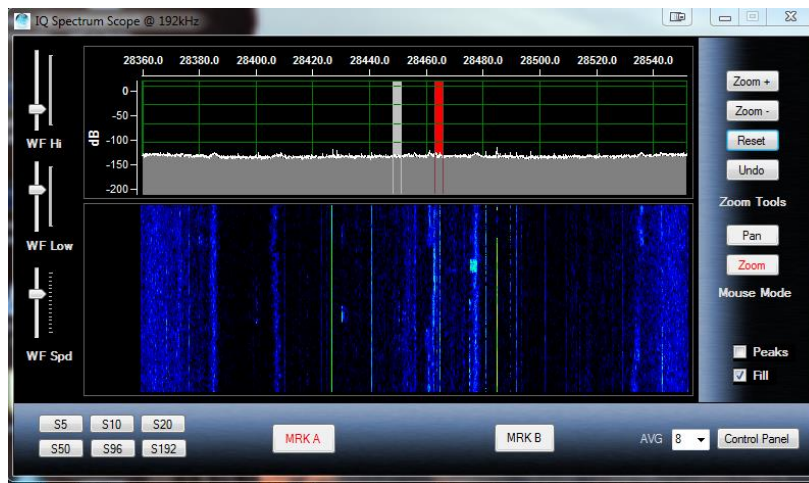 IQ Spectrum Scope @ 192kHz
28360.0 28380.0 28400.0 28420.0 28440.0 28460.0 28480.0 28500.0 28520.0 28540.0
0
-50
-100
-150
-200
dB
WF Hi
WF Low
WF Spd
Zoom +
Zoom -
Reset
Undo
Zoom Tools
Pan
Zoom
Mouse Mode
Peaks
Fill
S5 S10 S20
S50 S96 S192
MRK A
MRK B
AVG 8
Control Panel